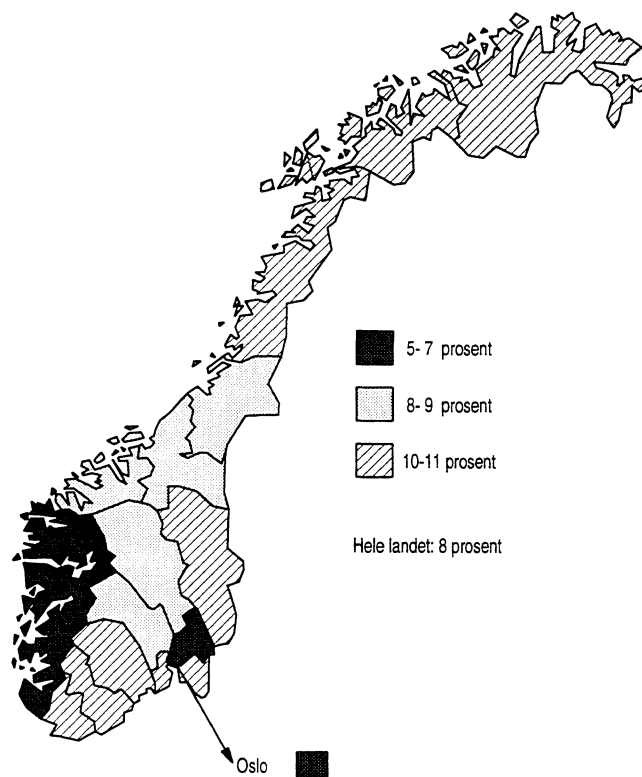 5- 7 prosent
8- 9 prosent
10-11 prosent
Hele landet: 8 prosent
Oslo